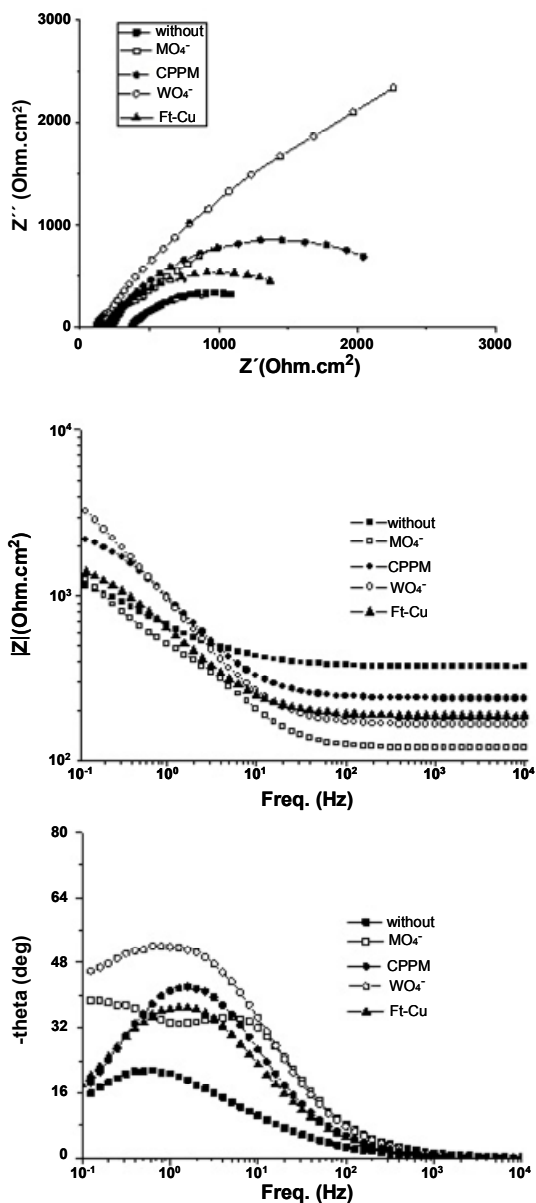 3000
2000
1000
0
Z´´ (Ohm.cm²)
without
MO₄⁻
CPPM
WO₄⁻
Ft-Cu
0 1000 2000 3000
Z´(Ohm.cm²)
10⁴
10³
10²
|Z|(Ohm.cm²)
without
MO₄⁻
CPPM
WO₄⁻
Ft-Cu
10⁻¹ 10⁰ 10¹ 10² 10³ 10⁴
Freq. (Hz)
80
64
48
32
16
0
-theta (deg)
without
MO₄⁻
CPPM
WO₄⁻
Ft-Cu
10⁻¹ 10⁰ 10¹ 10² 10³ 10⁴
Freq. (Hz)